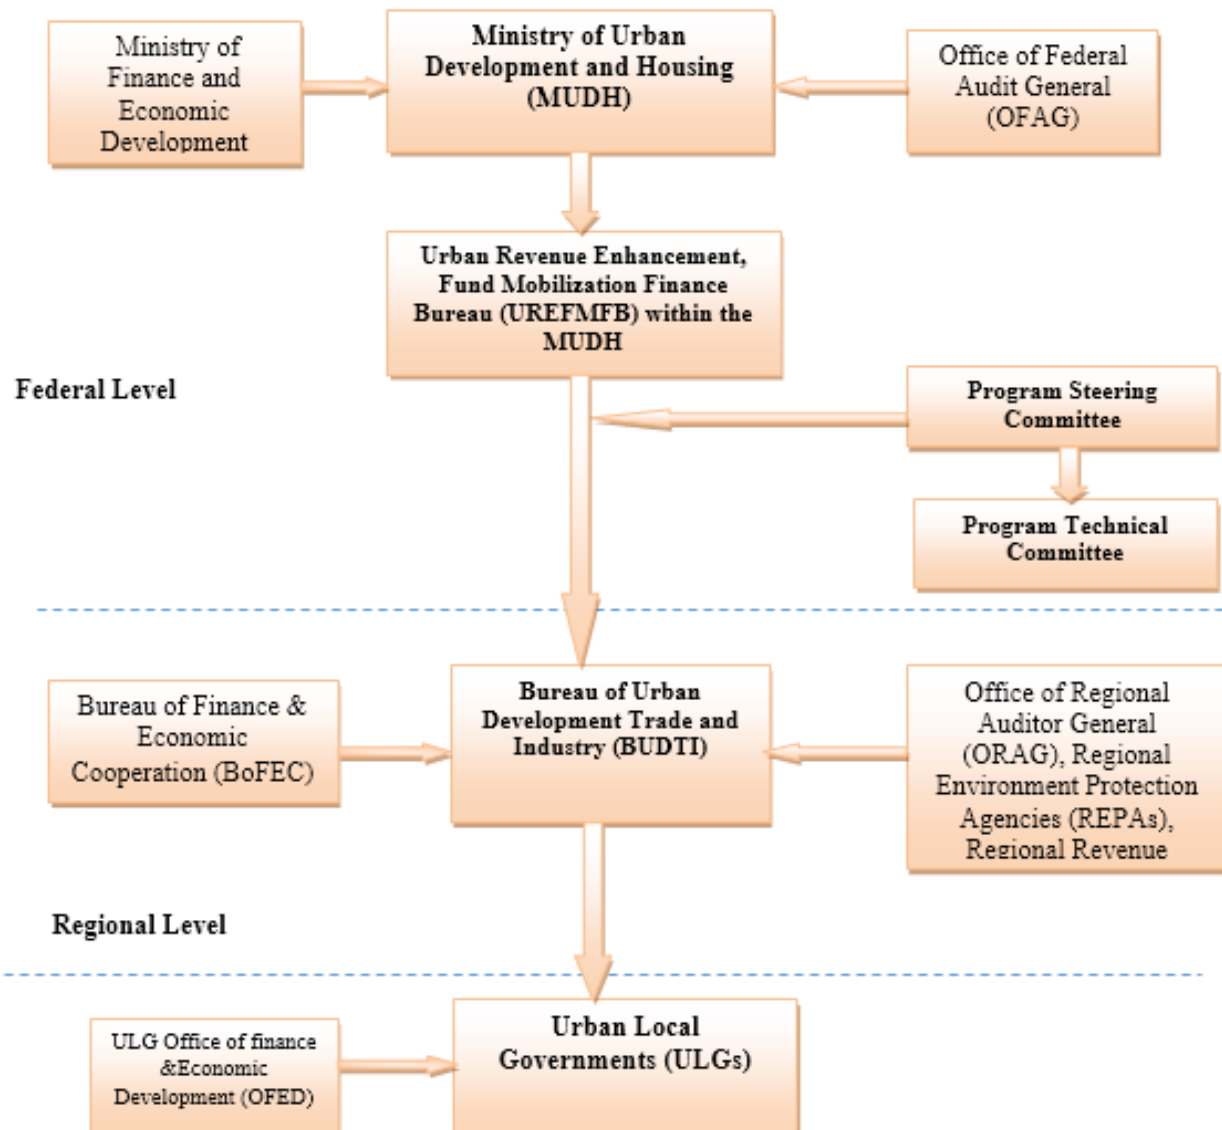 Ministry of
Finance and
Economic
Development
Ministry of Urban
Development and Housing
(MUDH)
Office of Federal
Audit General
(OFAG)
Urban Revenue Enhancement,
Fund Mobilization Finance
Bureau (UREFMFB) within the
MUDH
Federal Level
Program Steering
Committee
Program Technical
Committee
Bureau of Finance &
Economic
Cooperation (BoFEC)
Bureau of Urban
Development Trade and
Industry (BUDTI)
Office of Regional
Auditor General
(ORAG), Regional
Environment Protection
Agencies (REPAs),
Regional Revenue
Regional Level
ULG Office of finance
&Economic
Development (OFED)
Urban Local
Governments (ULGs)